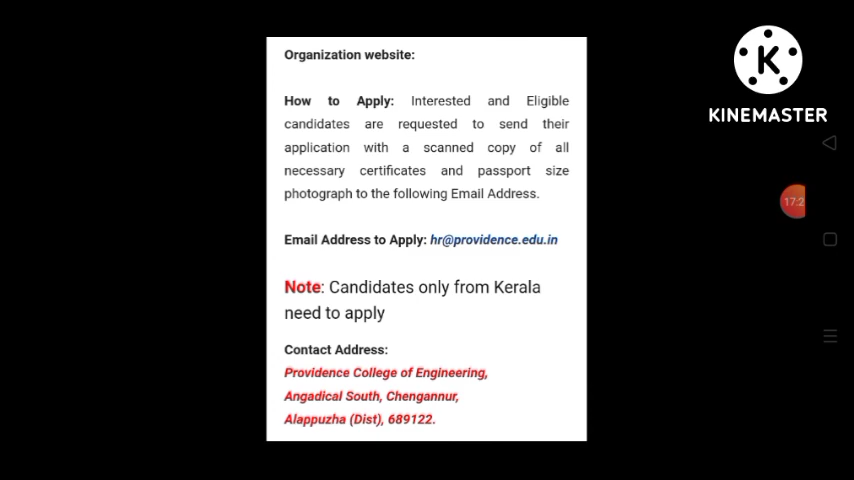 Organization website:
How to Apply: Interested and Eligible
candidates are requested to send their
application with a scanned copy of all
necessary certificates and passport size
photograph to the following Email Address.
Email Address to Apply: hr@providence.edu.in
Note: Candidates only from Kerala
need to apply
Contact Address:
Providence College of Engineering,
Angadical South, Chengannur,
Alappuzha (Dist), 689122.
K
KINEMASTER
17:2